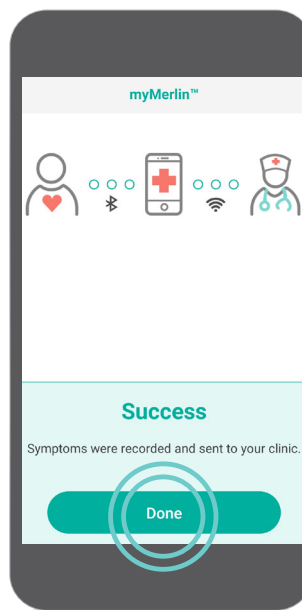 myMerlin™
Success
Symptoms were recorded and sent to your clinic.
Done